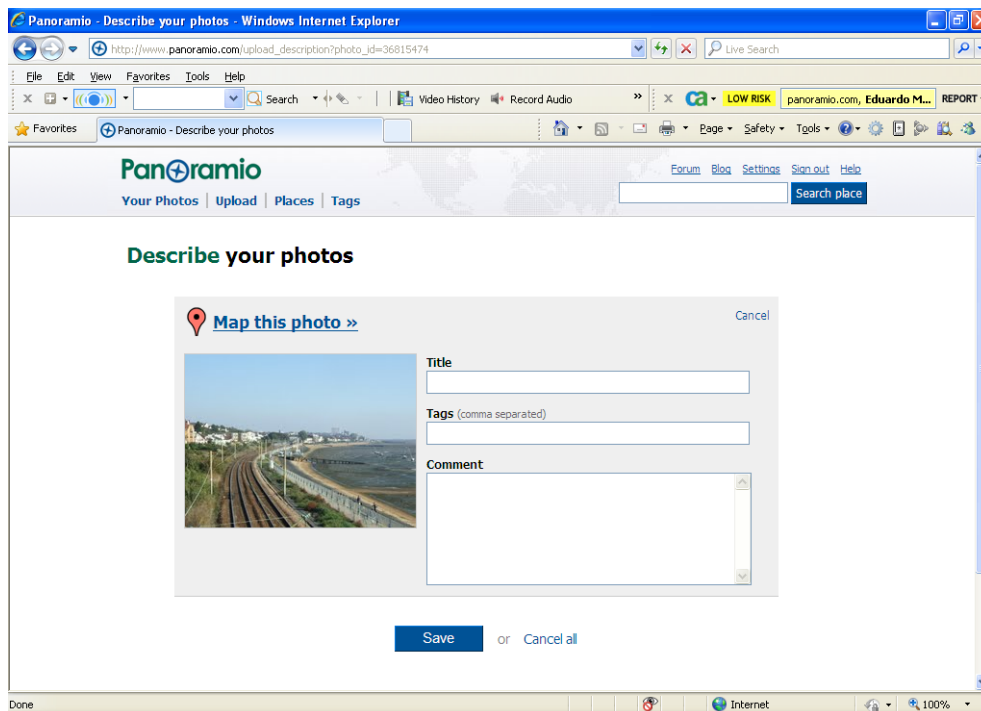 Panoramio - Describe your photos - Windows Internet Explorer
http://www.panoramio.com/upload_description?photo_id=36815474
Live Search
File Edit View Favorites Tools Help
Search Video History Record Audio » ca LOW RISK panoramio.com, Eduardo M... REPORT
Favorites Panoramio - Describe your photos Page Safety Tools
Panoramio
Forum Blog Settings Sign out Help
Your Photos | Upload | Places | Tags
Search place
Describe your photos
Map this photo »
Cancel
Title
Tags (comma separated)
Comment
Save or Cancel all
Done Internet 100%